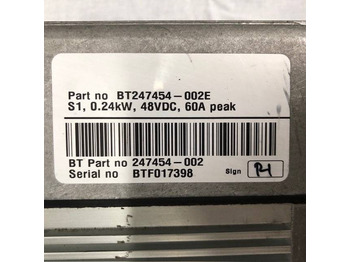 Part no BT247454-002E
S1, 0.24kW, 48VDC, 60A peak
BT Part no 247454-002
Serial no BTF017398
Sign